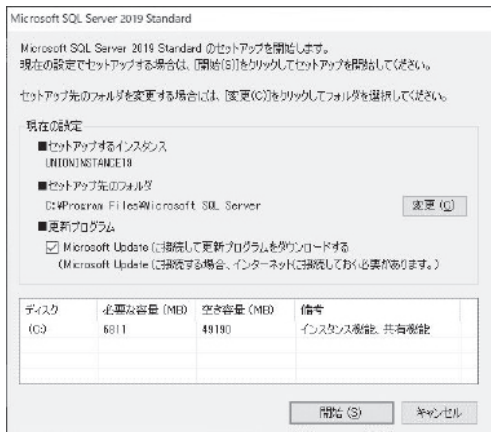 Microsoft SQL Server 2019 Standard
Microsoft SQL Server 2019 Standard のセットアップを開始します。
現在の設定でセットアップする場合は、[開始(S)]をクリックしてセットアップを開始してください。
セットアップ先のフォルダを変更する場合には、[変更(C)]をクリックしてフォルダを選択してください。
現在の設定
■セットアップするインスタンス
UNIONINSTANCE19
■セットアップ先のフォルダ
C:¥Program Files¥Microsoft SQL Server
変更 (C)
■更新プログラム
Microsoft Update に接続して更新プログラムをダウンロードする
(Microsoft Update に接続する場合、インターネットに接続しておく必要があります。)
ディスク 必要な容量 (MB) 空き容量 (MB) 備考
(C:) 6811 49190 インスタンス機能、共有機能
開始 (S) キャンセル